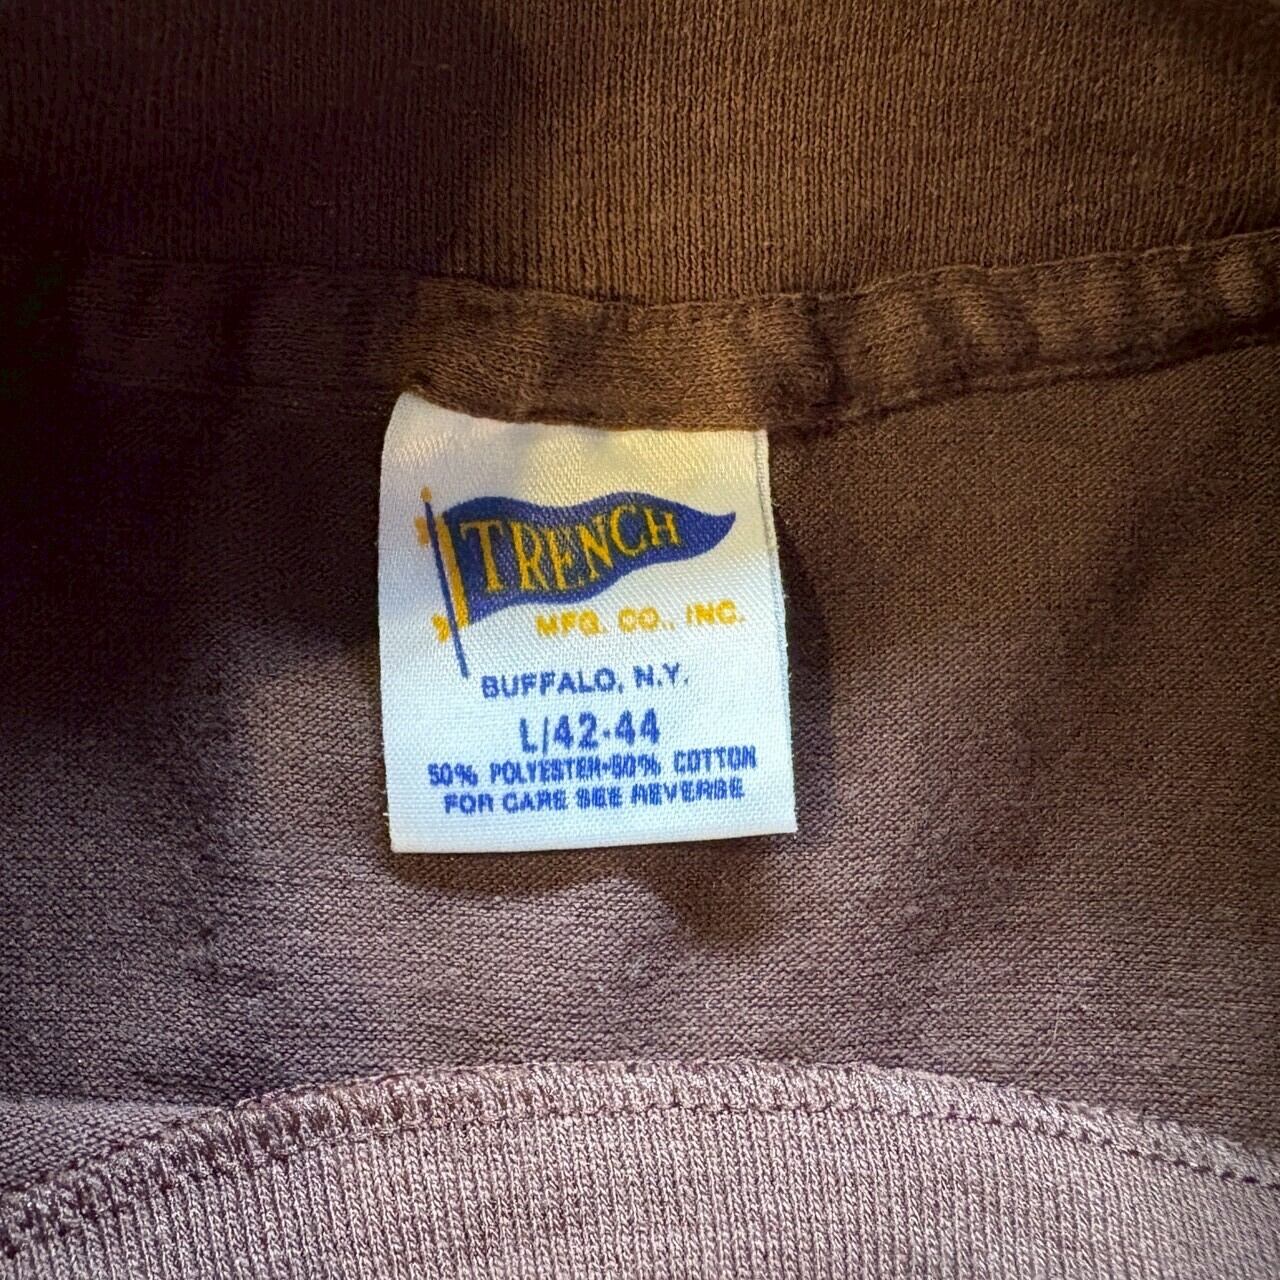 TRENCH
MFG. CO., INC.
BUFFALO, N.Y.
L/42-44
50% POLYESTER-50% COTTON
FOR CARE SEE REVERSE